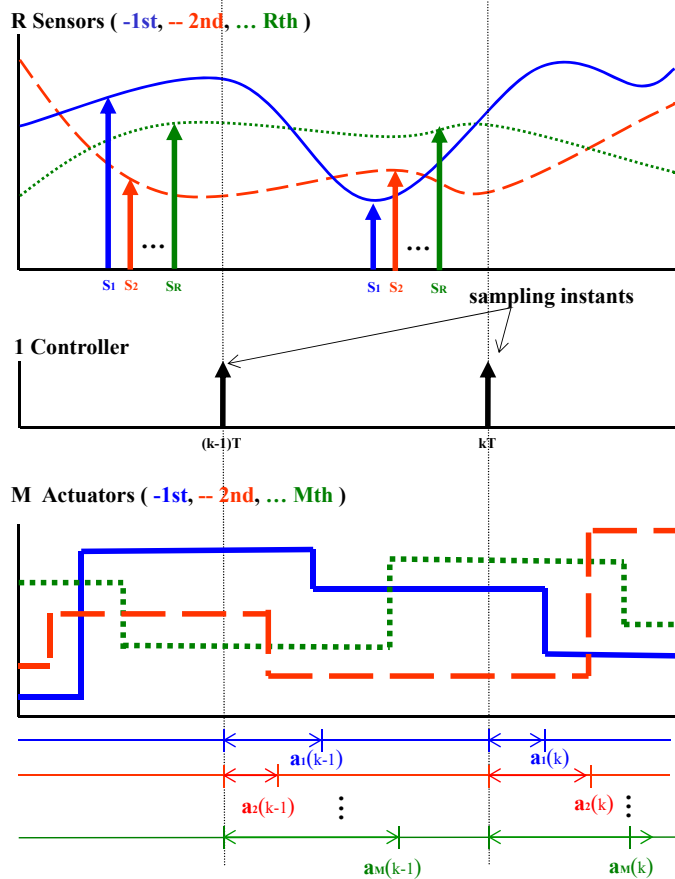 R Sensors ( -1st, -- 2nd, … Rth )
... ...
S1 S2 SR S1 S2 SR
sampling instants
1 Controller
(k-1)T kT
M Actuators ( -1st, -- 2nd, … Mth )
a1(k-1) a1(k)
a2(k-1) ... a2(k) ...
aM(k-1) aM(k)